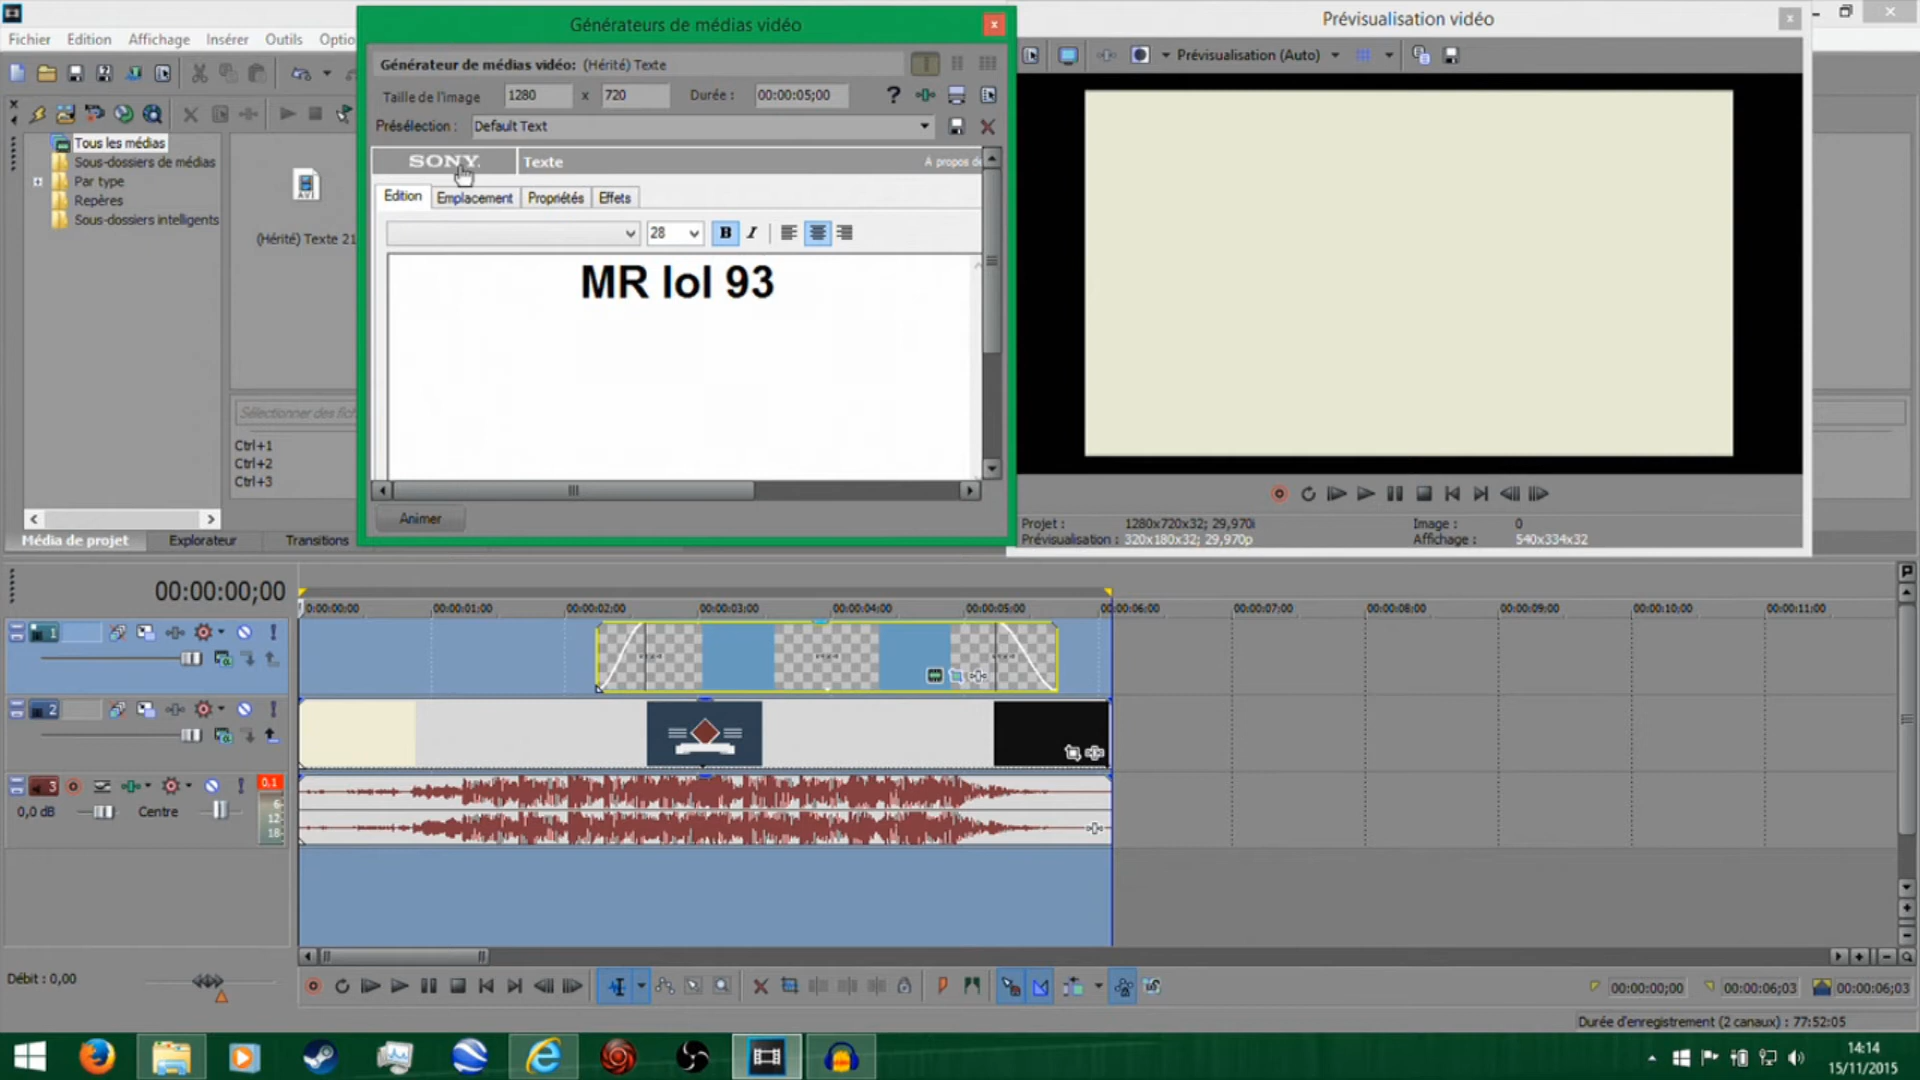 Générateurs de médias vidéo
Prévisualisation vidéo
Fichier Edition Affichage Insérer Outils Optio
Générateur de médias vidéo: (Hérité) Texte
Prévisualisation (Auto)
Taille de l'image 1280 x 720 Durée : 00:00:05;00
Présélection : Default Text
Tous les médias
Sous-dossiers de médias
Par type
Repères
Sous-dossiers intelligents
AVI
(Hérité) Texte 21
SONY. Texte A propos de
Edition Emplacement Propriétés Effets
28 B I
MR lol 93
Sélectionner des fich
Ctrl+1
Ctrl+2
Ctrl+3
Animer
Média de projet Explorateur Transitions
Projet : 1280x720x32; 29,970i Image : 0
Prévisualisation : 320x180x32; 29,970p Affichage : 540x334x32
00:00:00;00
0:00:00:00 00:00:01;00 00:00:02;00 00:00:03;00 00:00:04;00 00:00:05;00 00:00:06;00 00:00:07;00 00:00:08;00 00:00:09;00 00:00:10;00 00:00:11;00
1
2
3 0,1
6
12
18
0,0 dB Centre
Débit : 0,00
00:00:00;00 00:00:06;03 00:00:06;03
Durée d'enregistrement (2 canaux) : 77:52:05
14:14
15/11/2015